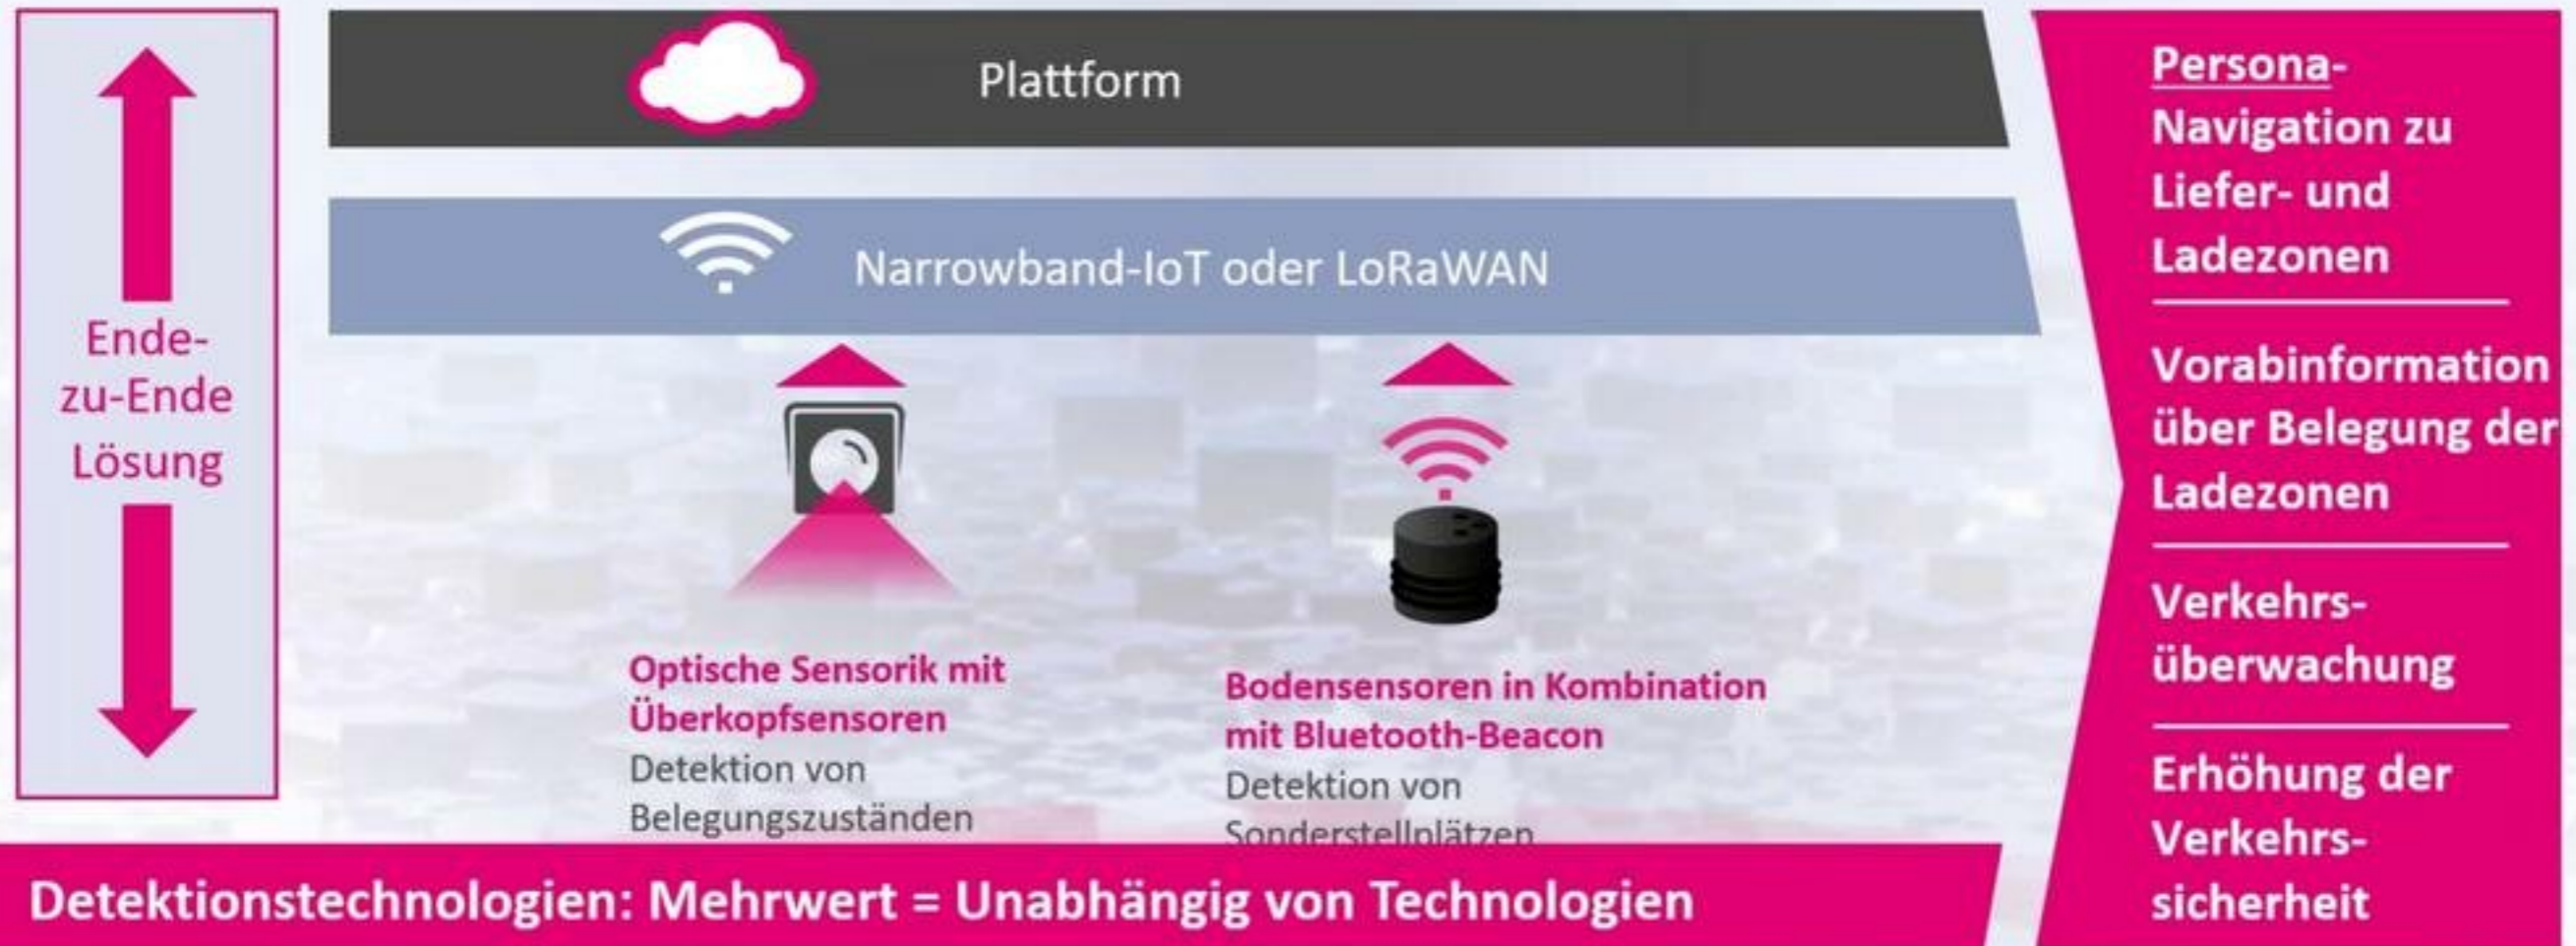 Ende-
zu-Ende
Lösung
Plattform
Narrowband-IoT oder LoRaWAN
Optische Sensorik mit
Überkopfsensoren
Detektion von
Belegungszuständen
Bodensensoren in Kombination
mit Bluetooth-Beacon
Detektion von
Sonderstellplätzen
Detektionstechnologien: Mehrwert = Unabhängig von Technologien
Persona-
Navigation zu
Liefer- und
Ladezonen
Vorabinformation
über Belegung der
Ladezonen
Verkehrs-
überwachung
Erhöhung der
Verkehrs-
sicherheit